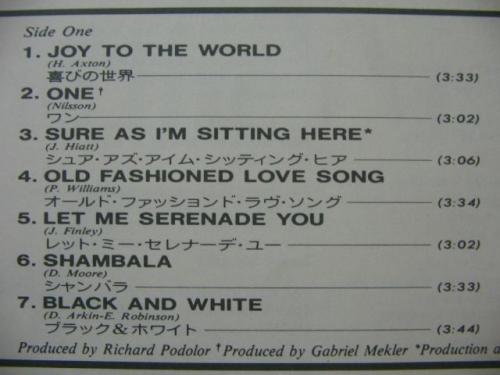 Side One
1. JOY TO THE WORLD
(H. Axton)
喜びの世界 (3:33)
2. ONE†
(Nilsson)
ワン (3:02)
3. SURE AS I'M SITTING HERE*
(J. Hiatt)
シュア・アズ・アイム・シッティング・ヒア (3:06)
4. OLD FASHIONED LOVE SONG
(P. Williams)
オールド・ファッションド・ラヴ・ソング (3:34)
5. LET ME SERENADE YOU
(J. Finley)
レット・ミー・セレナーデ・ユー (3:02)
6. SHAMBALA
(D. Moore)
シャンバラ (3:33)
7. BLACK AND WHITE
(D. Arkin-E. Robinson)
ブラック&ホワイト (3:44)
Produced by Richard Podolor †Produced by Gabriel Mekler *Production a